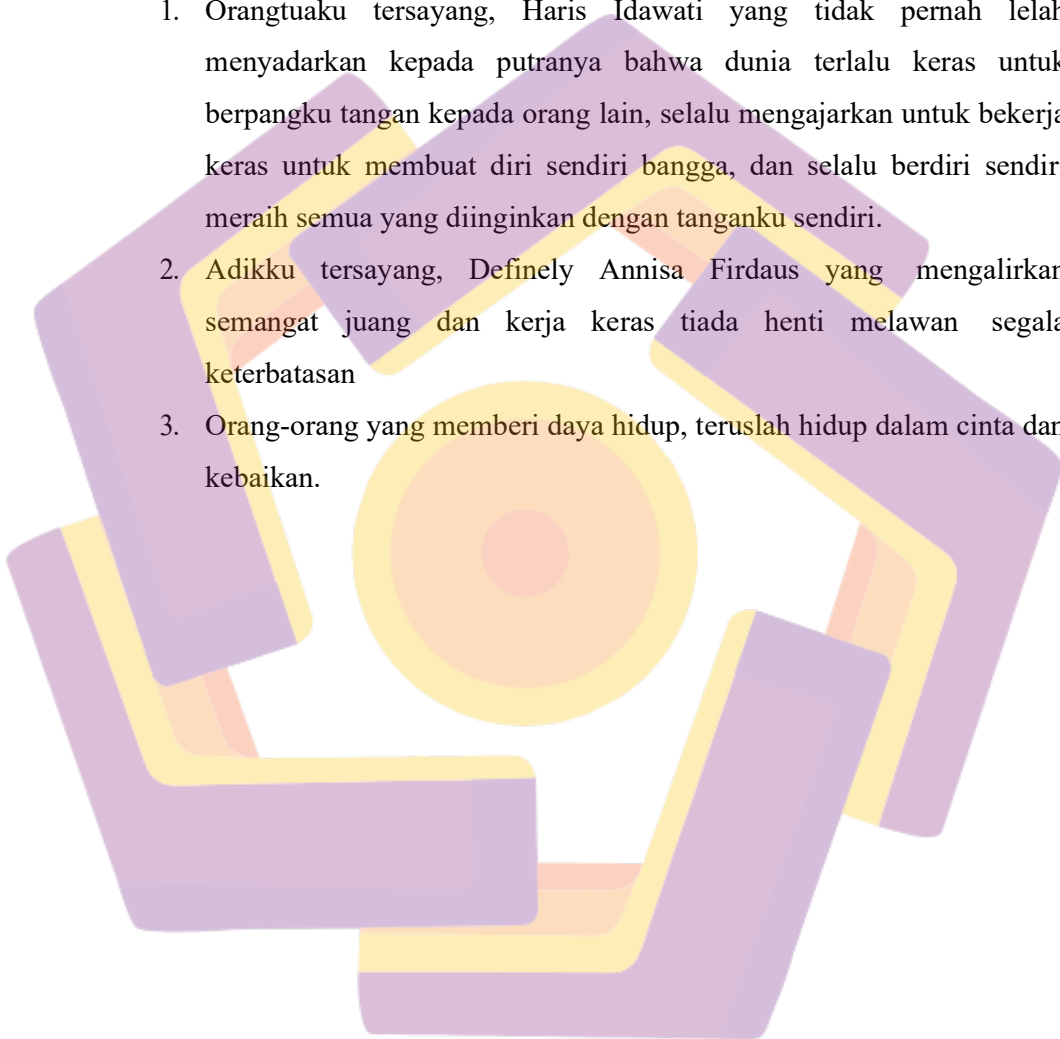 1. Orangtuaku tersayang, Haris Idawati yang tidak pernah lelah
menyadarkan kepada putranya bahwa dunia terlalu keras untuk
berpangku tangan kepada orang lain, selalu mengajarkan untuk bekerja
keras untuk membuat diri sendiri bangga, dan selalu berdiri sendiri
meraih semua yang diinginkan dengan tanganku sendiri.
2. Adikku tersayang, Definely Annisa Firdaus yang mengalirkan
semangat juang dan kerja keras tiada henti melawan segala
keterbatasan
3. Orang-orang yang memberi daya hidup, teruslah hidup dalam cinta dan
kebaikan.